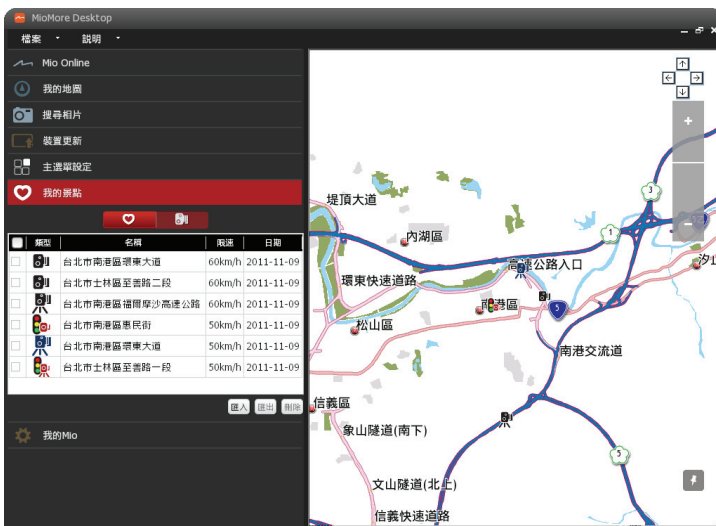 MioMore Desktop
檔案 說明
Mio Online
我的地圖
搜尋相片
裝置更新
主選單設定
我的景點
類型 名稱 限速 日期
台北市南港區環東大道 60km/h 2011-11-09
台北市士林區至善路二段 60km/h 2011-11-09
台北市南港區福爾摩沙高速公路 60km/h 2011-11-09
台北市南港區惠民街 50km/h 2011-11-09
台北市南港區環東大道 50km/h 2011-11-09
台北市士林區至善路一段 50km/h 2011-11-09
匯入 匯出 刪除
我的Mio
3
堤頂大道
1
內湖區
高速公路入口
汐止
環東快速道路
南港區
5
松山區
南港交流道
信義區
象山隧道(南下)
5
文山隧道(北上)
信義快速道路